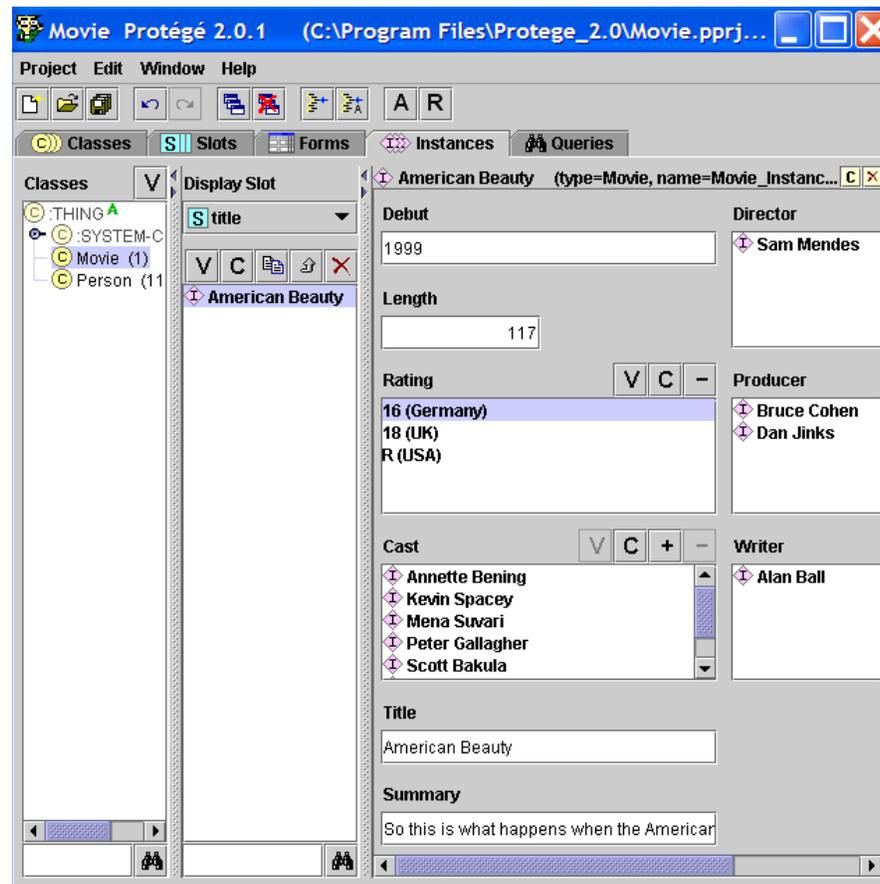 Movie Protégé 2.0.1 (C:\Program Files\Protege_2.0\Movie.pprj...
Project Edit Window Help
A R
C Classes S Slots Forms I Instances Queries
Classes V
C :THING A
C :SYSTEM-C
C Movie (1)
C Person (11
Display Slot
S title
V C
I American Beauty
I American Beauty (type=Movie, name=Movie_Instanc... C
Debut
1999
Length
117
Rating V C −
16 (Germany)
18 (UK)
R (USA)
Cast V C + −
I Annette Bening
I Kevin Spacey
I Mena Suvari
I Peter Gallagher
I Scott Bakula
Title
American Beauty
Summary
So this is what happens when the American
Director
I Sam Mendes
Producer
I Bruce Cohen
I Dan Jinks
Writer
I Alan Ball